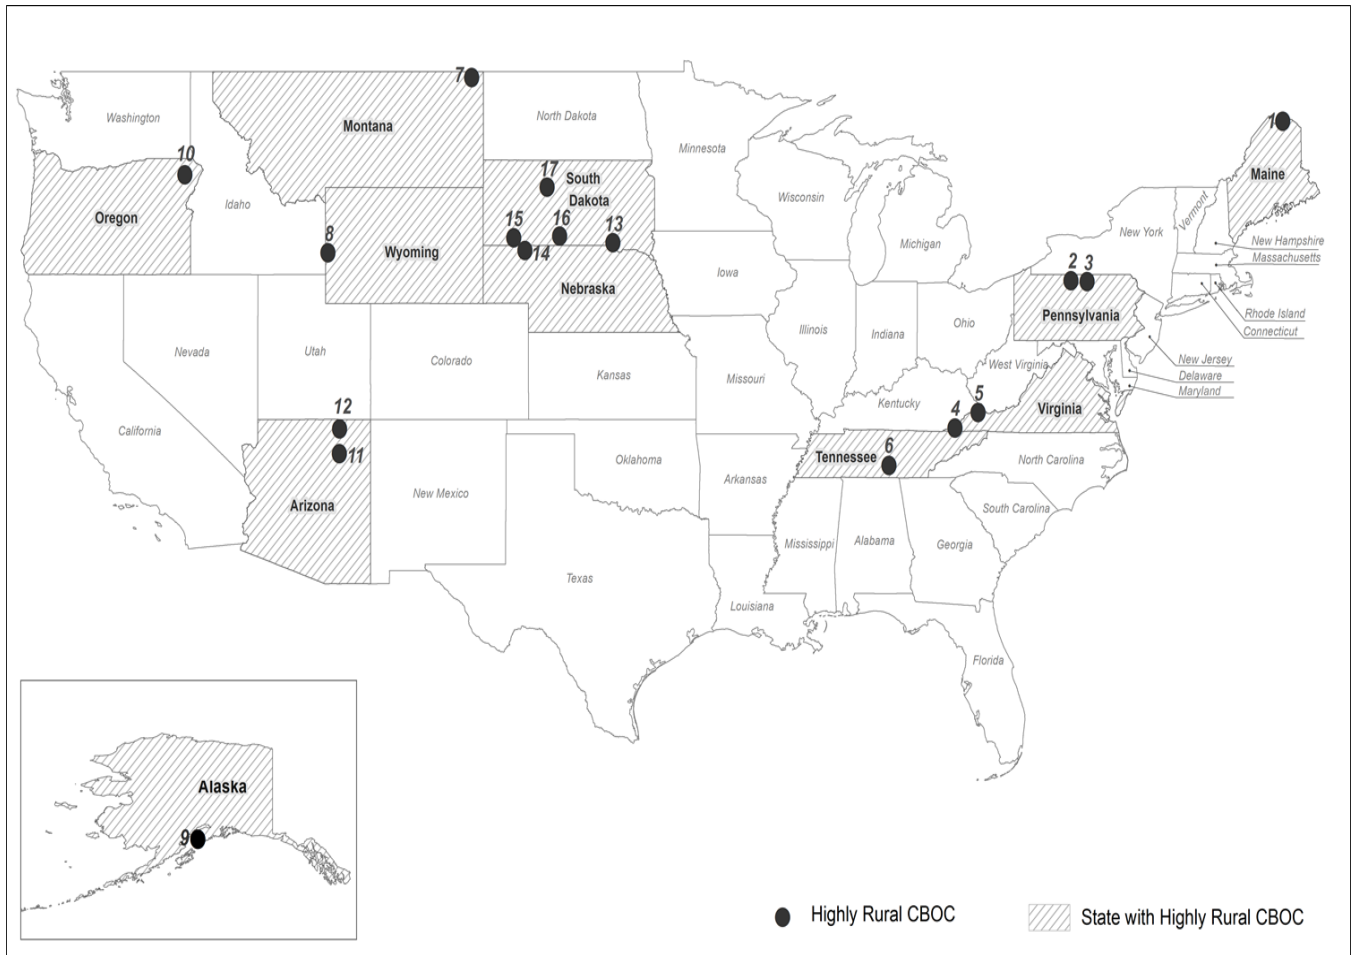 7
Washington
Montana
North Dakota
Minnesota
1
Maine
10
Oregon
Idaho
8
Wyoming
17
South
Dakota
15
16
13
14
Nebraska
Wisconsin
Michigan
New York
Vermont
New Hampshire
Massachusetts
2
3
Pennsylvania
Rhode Island
Connecticut
New Jersey
Delaware
Maryland
Iowa
Illinois
Indiana
Ohio
West Virginia
Nevada
Utah
Colorado
Kansas
Missouri
Kentucky
5
4
Virginia
California
12
11
Arizona
New Mexico
Oklahoma
Arkansas
Tennessee
6
North Carolina
South Carolina
Mississippi
Alabama
Georgia
Texas
Louisiana
Florida
Alaska
9
Highly Rural CBOC
State with Highly Rural CBOC